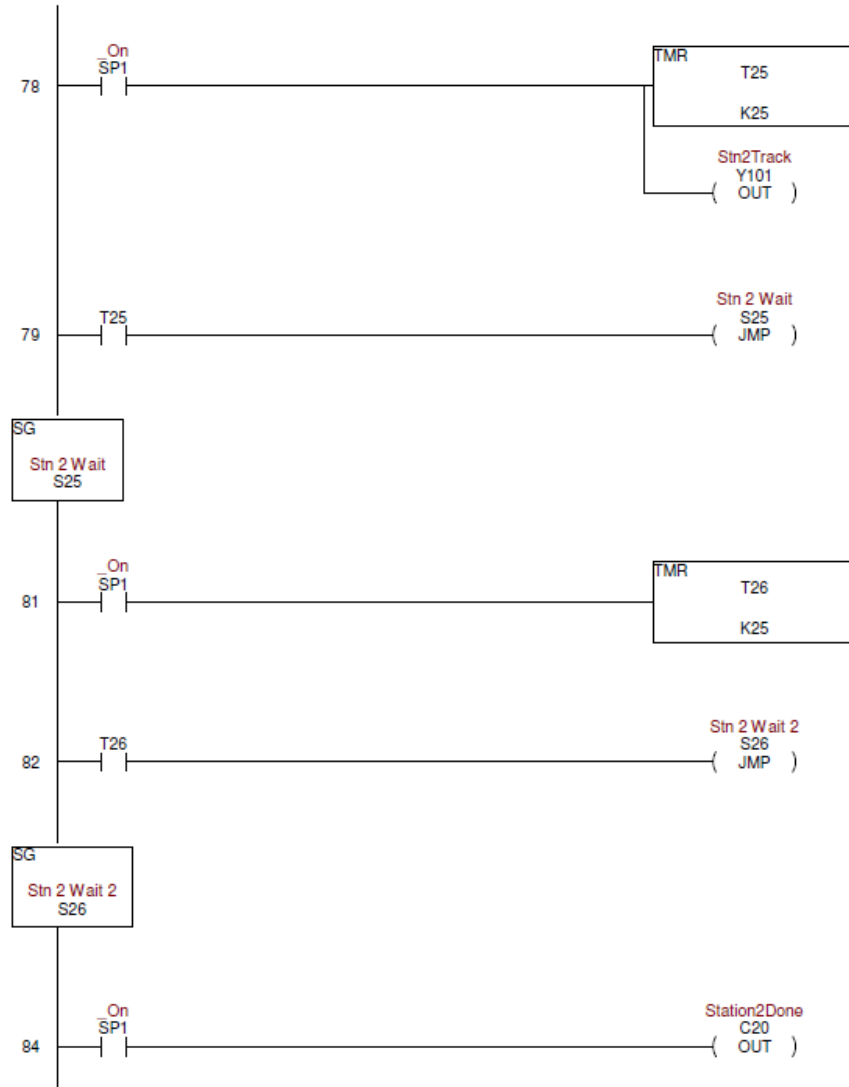 _On
SP1
TMR
T25
K25
78
Stn2Track
Y101
( OUT )
T25
Stn 2 Wait
S25
( JMP )
79
SG
Stn 2 Wait
S25
_On
SP1
TMR
T26
K25
81
T26
Stn 2 Wait 2
S26
( JMP )
82
SG
Stn 2 Wait 2
S26
_On
SP1
Station2Done
C20
( OUT )
84